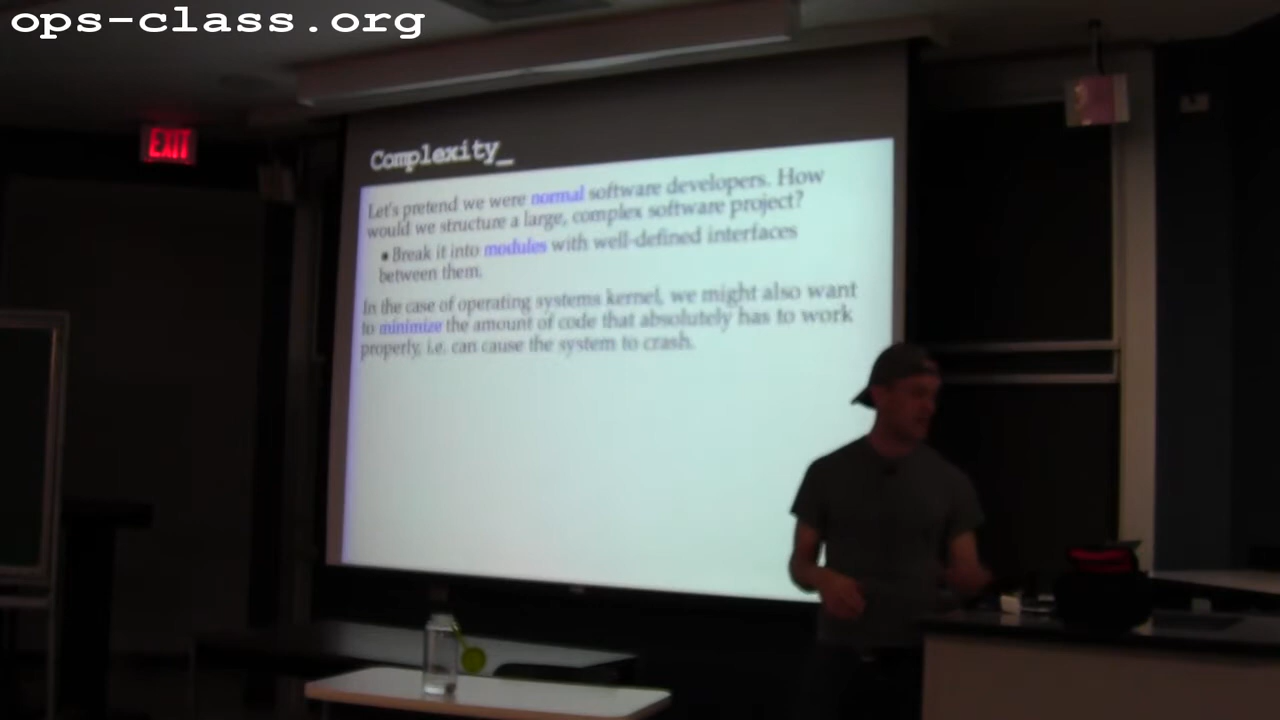 ops-class.org
EXIT
Complexity_
Let's pretend we were normal software developers. How
would we structure a large, complex software project?
▪ Break it into modules with well-defined interfaces
between them.
In the case of operating systems kernel, we might also want
to minimize the amount of code that absolutely has to work
properly, i.e. can cause the system to crash.